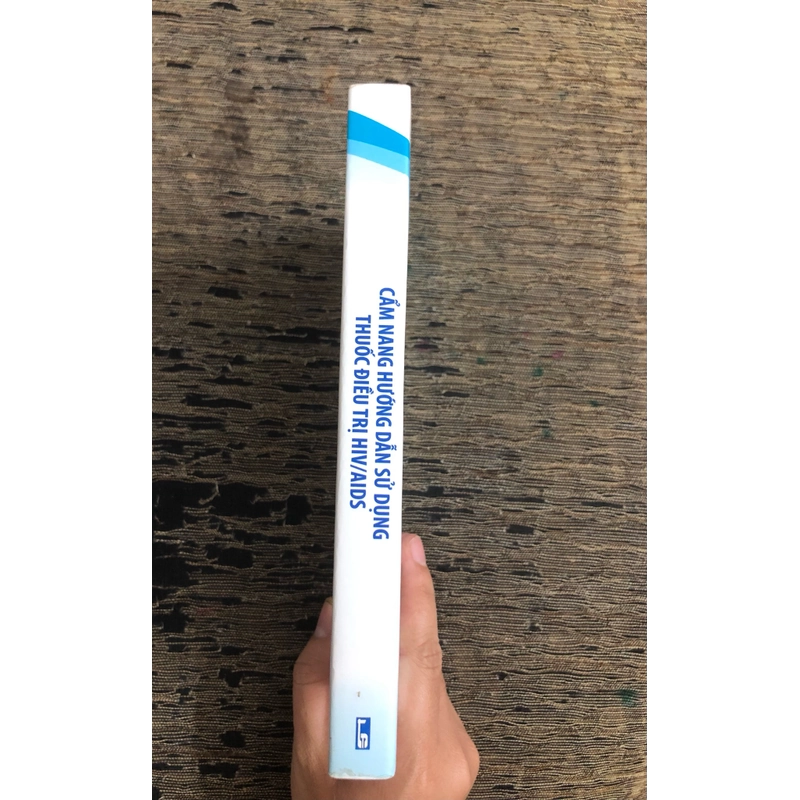 CẨM NANG HƯỚNG DẪN SỬ DỤNG
THUỐC ĐIỀU TRỊ HIV/AIDS